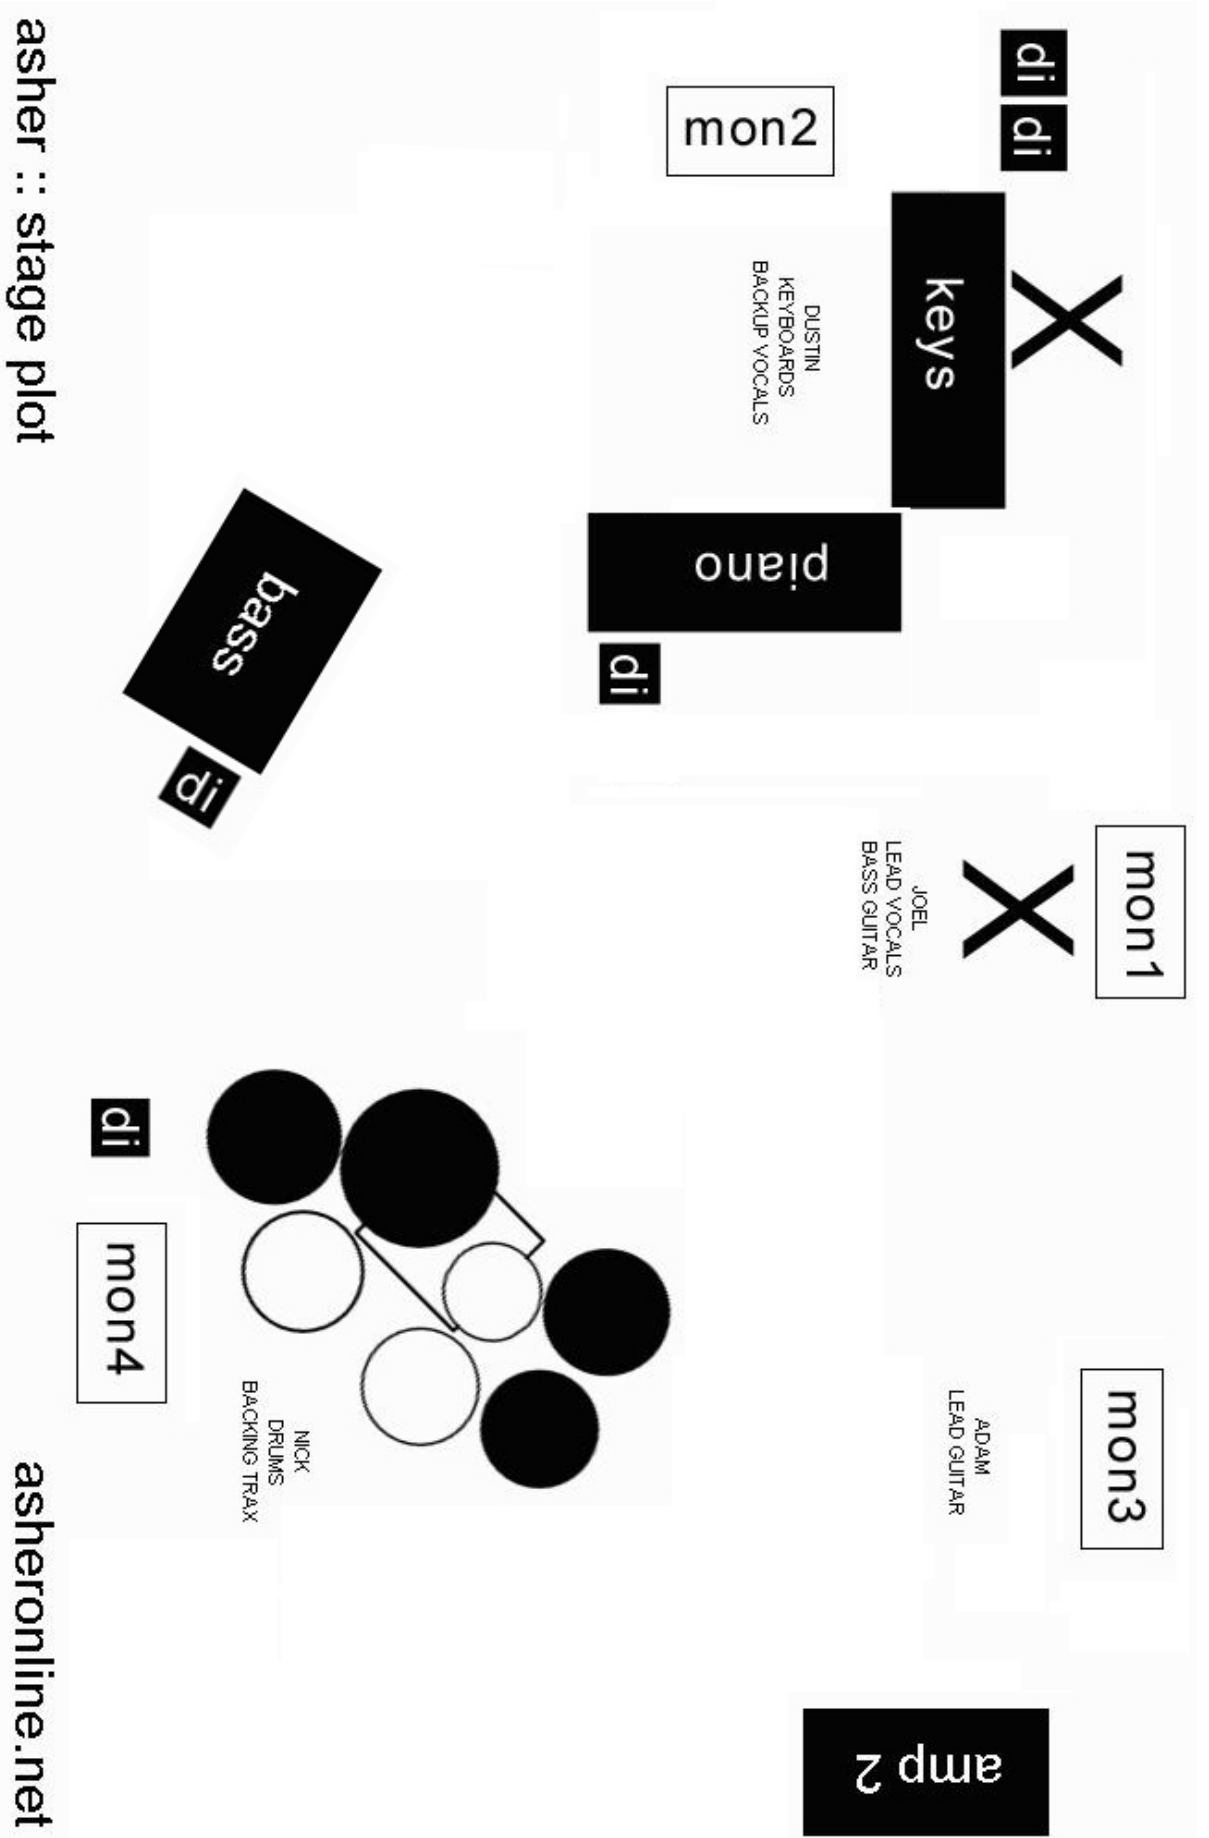 asher :: stage plot
asheronline.net
bass
di
di
mon4
NICK
DRUMS
BACKING TRAX
mon2
DUSTIN
KEYBOARDS
BACKUP VOCALS
piano
di
keys
di
di
JOEL
LEAD VOCALS
BASS GUITAR
mon1
ADAM
LEAD GUITAR
mon3
amp 2
X
X